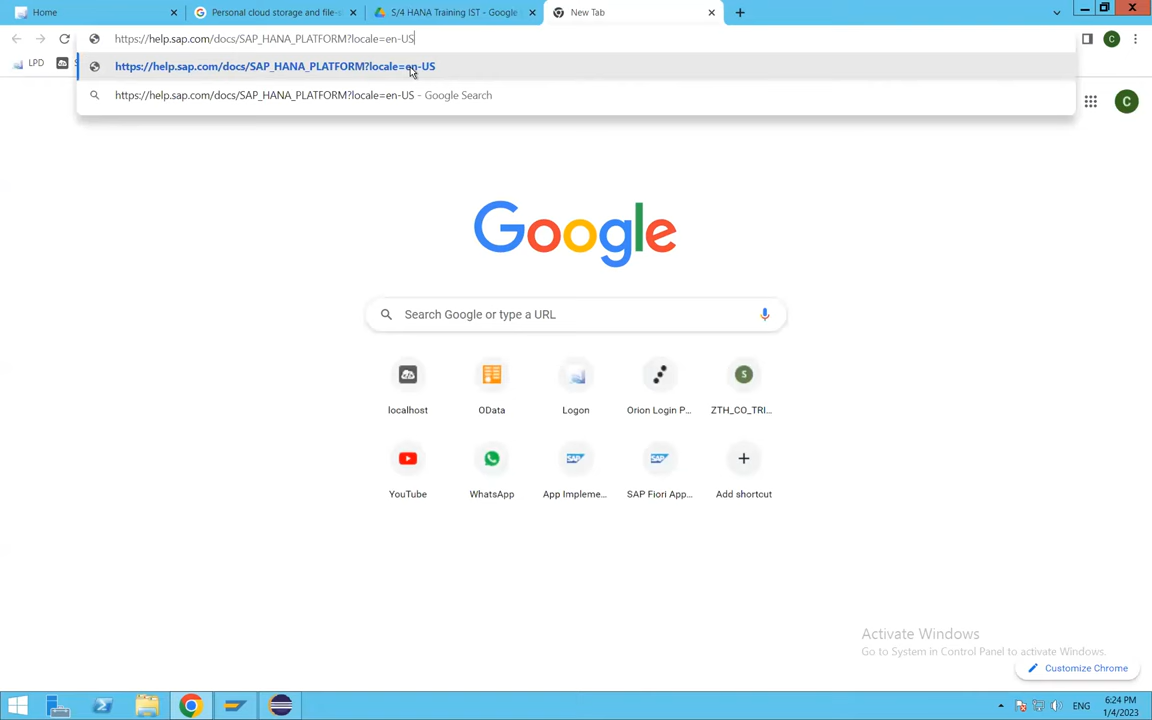 Home
Personal cloud storage and file-s
S/4 HANA Training IST - Google
New Tab
https://help.sap.com/docs/SAP_HANA_PLATFORM?locale=en-US
C
LPD
https://help.sap.com/docs/SAP_HANA_PLATFORM?locale=en-US
https://help.sap.com/docs/SAP_HANA_PLATFORM?locale=en-US - Google Search
C
Google
Search Google or type a URL
S
localhost
OData
Logon
Orion Login P...
ZTH_CO_TRI...
SAP
SAP
YouTube
WhatsApp
App Impleme...
SAP Fiori App...
Add shortcut
Activate Windows
Go to System in Control Panel to activate Windows.
Customize Chrome
ENG
6:24 PM
1/4/2023